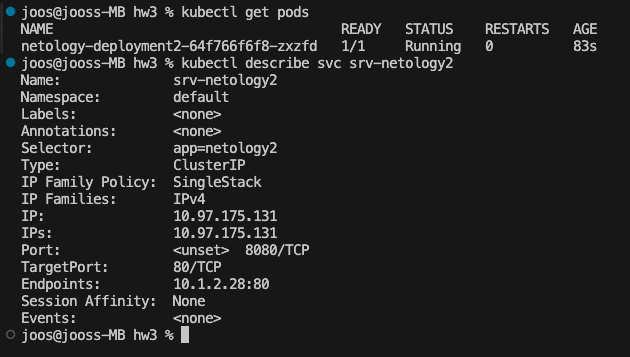 joos@jooss-MB hw3 % kubectl get pods
NAME READY STATUS RESTARTS AGE
netology-deployment2-64f766f6f8-zxzfd 1/1 Running 0 83s
joos@jooss-MB hw3 % kubectl describe svc srv-netology2
Name: srv-netology2
Namespace: default
Labels: <none>
Annotations: <none>
Selector: app=netology2
Type: ClusterIP
IP Family Policy: SingleStack
IP Families: IPv4
IP: 10.97.175.131
IPs: 10.97.175.131
Port: <unset> 8080/TCP
TargetPort: 80/TCP
Endpoints: 10.1.2.28:80
Session Affinity: None
Events: <none>
joos@jooss-MB hw3 %